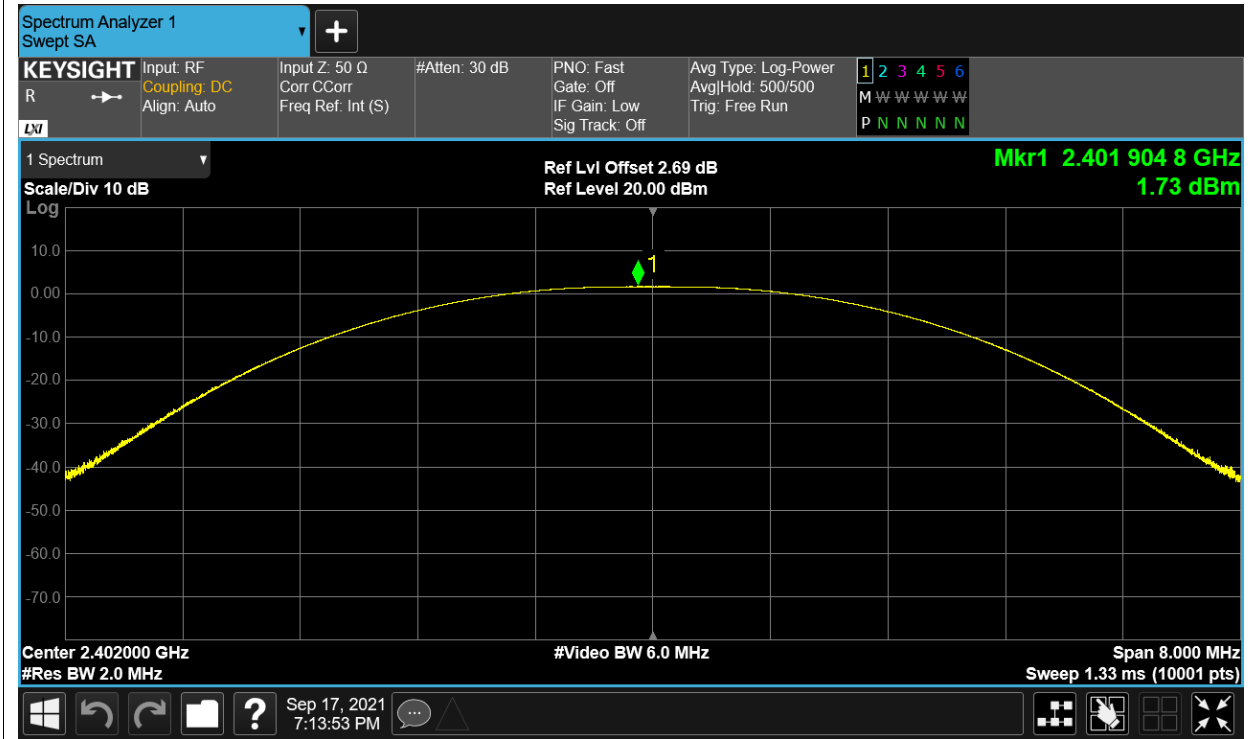 Spectrum Analyzer 1
Swept SA
KEYSIGHT
R
LXI
Input: RF
Coupling: DC
Align: Auto
Input Z: 50 Ω
Corr CCorr
Freq Ref: Int (S)
#Atten: 30 dB
PNO: Fast
Gate: Off
IF Gain: Low
Sig Track: Off
Avg Type: Log-Power
Avg|Hold: 500/500
Trig: Free Run
1 2 3 4 5 6
M W W W W W
P N N N N N
1 Spectrum
Scale/Div 10 dB
Log
Ref Lvl Offset 2.69 dB
Ref Level 20.00 dBm
Mkr1 2.401 904 8 GHz
1.73 dBm
10.0
0.00
-10.0
-20.0
-30.0
-40.0
-50.0
-60.0
-70.0
1
Center 2.402000 GHz
#Res BW 2.0 MHz
#Video BW 6.0 MHz
Span 8.000 MHz
Sweep 1.33 ms (10001 pts)
?
Sep 17, 2021
7:13:53 PM